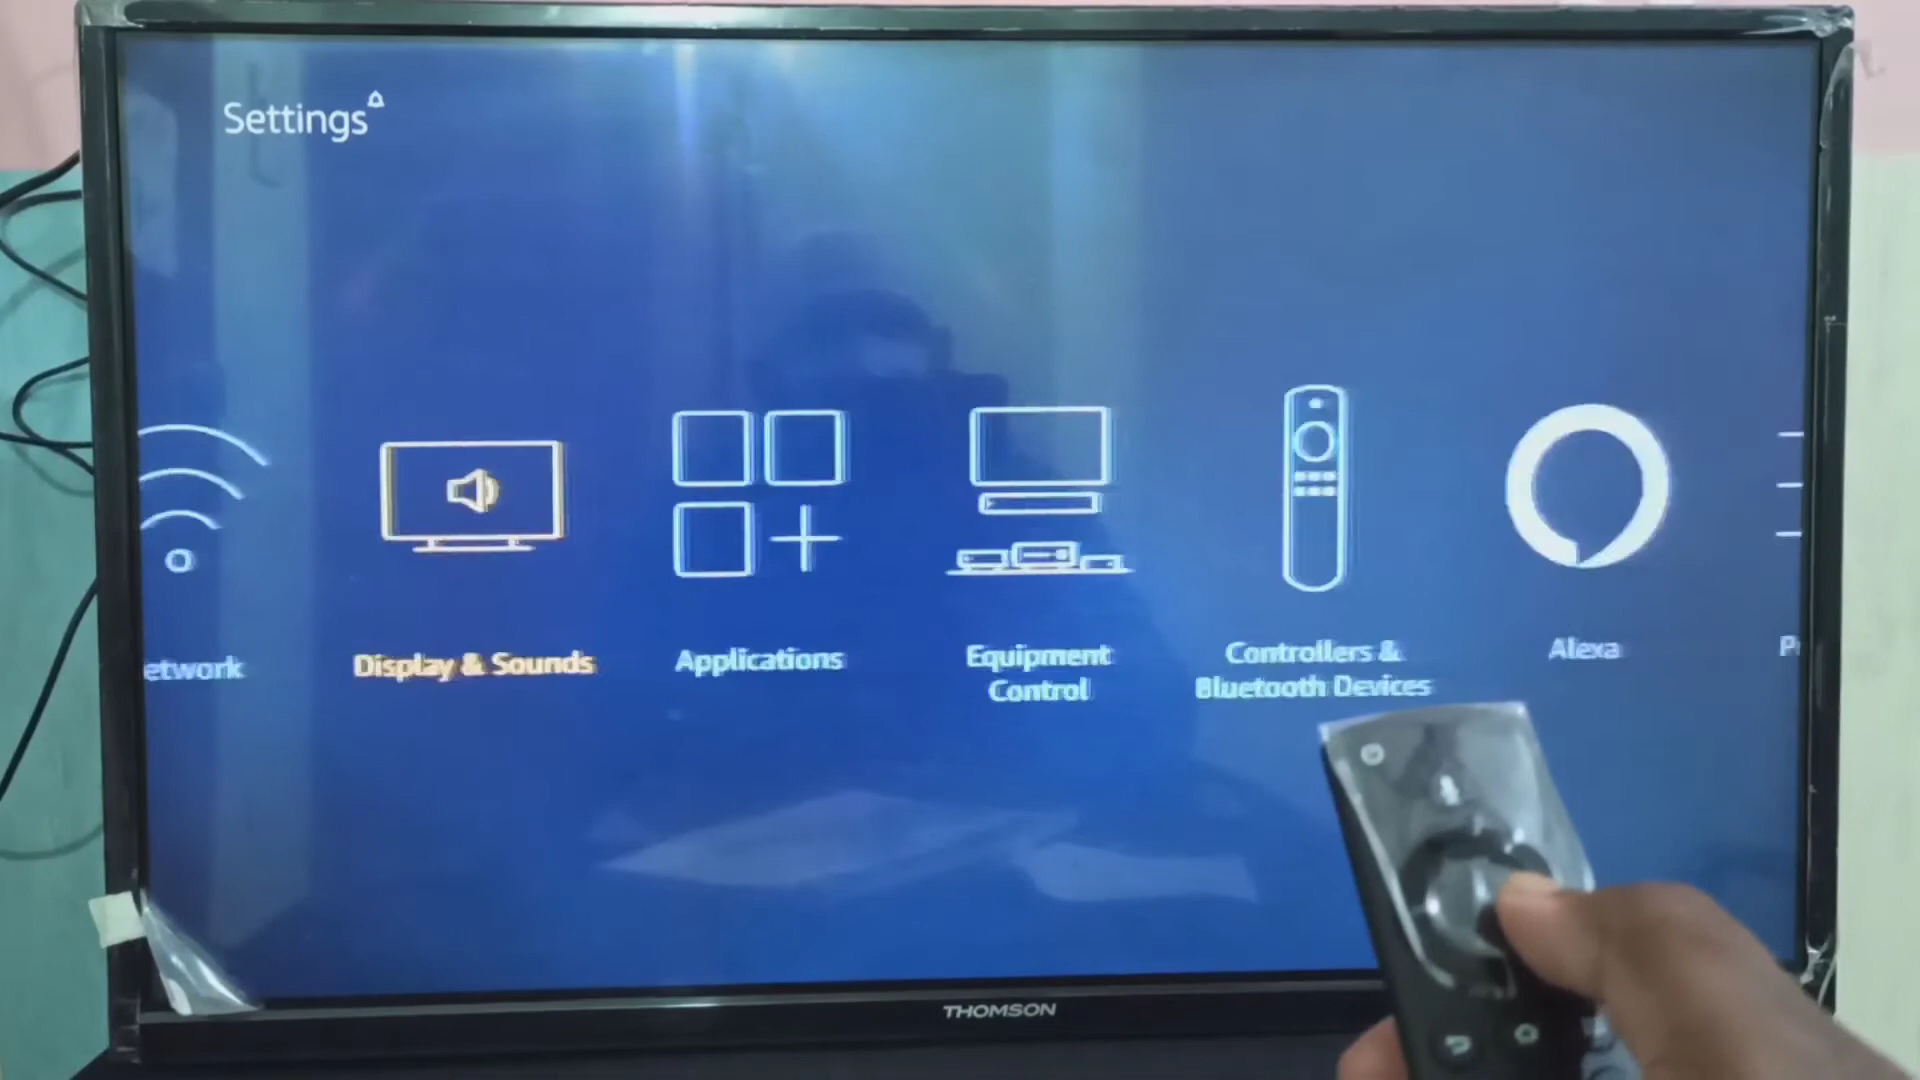 Settings
etwork
Display & Sounds
Applications
Equipment
Control
Controllers &
Bluetooth Devices
Alexa
P
THOMSON